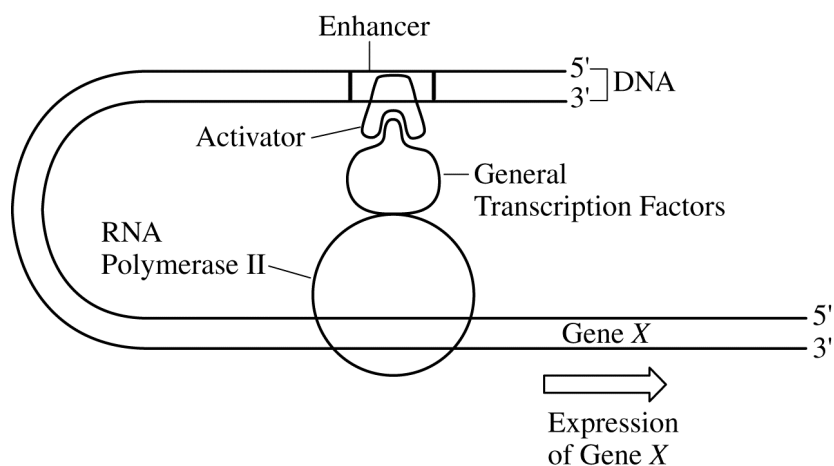 Enhancer
5'
DNA
3'
Activator
General
Transcription Factors
RNA
Polymerase II
5'
Gene X
3'
Expression
of Gene X